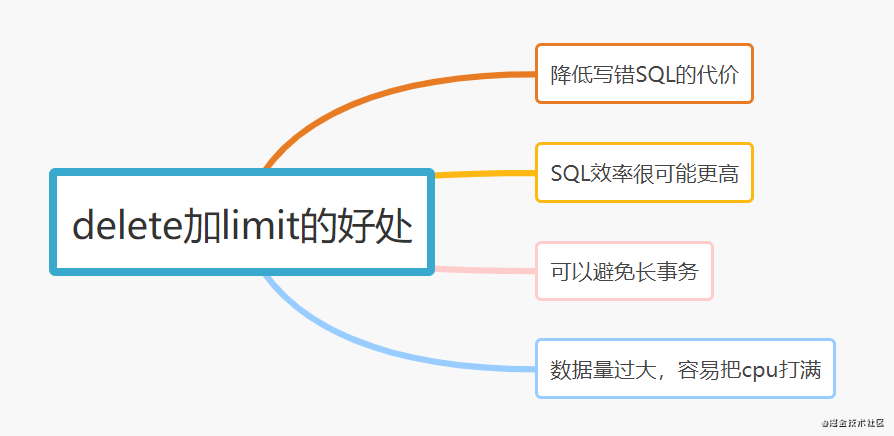 降低写错SQL的代价
SQL效率很可能更高
delete加limit的好处
可以避免长事务
数据量过大，容易把cpu打满
@掘金技术社区